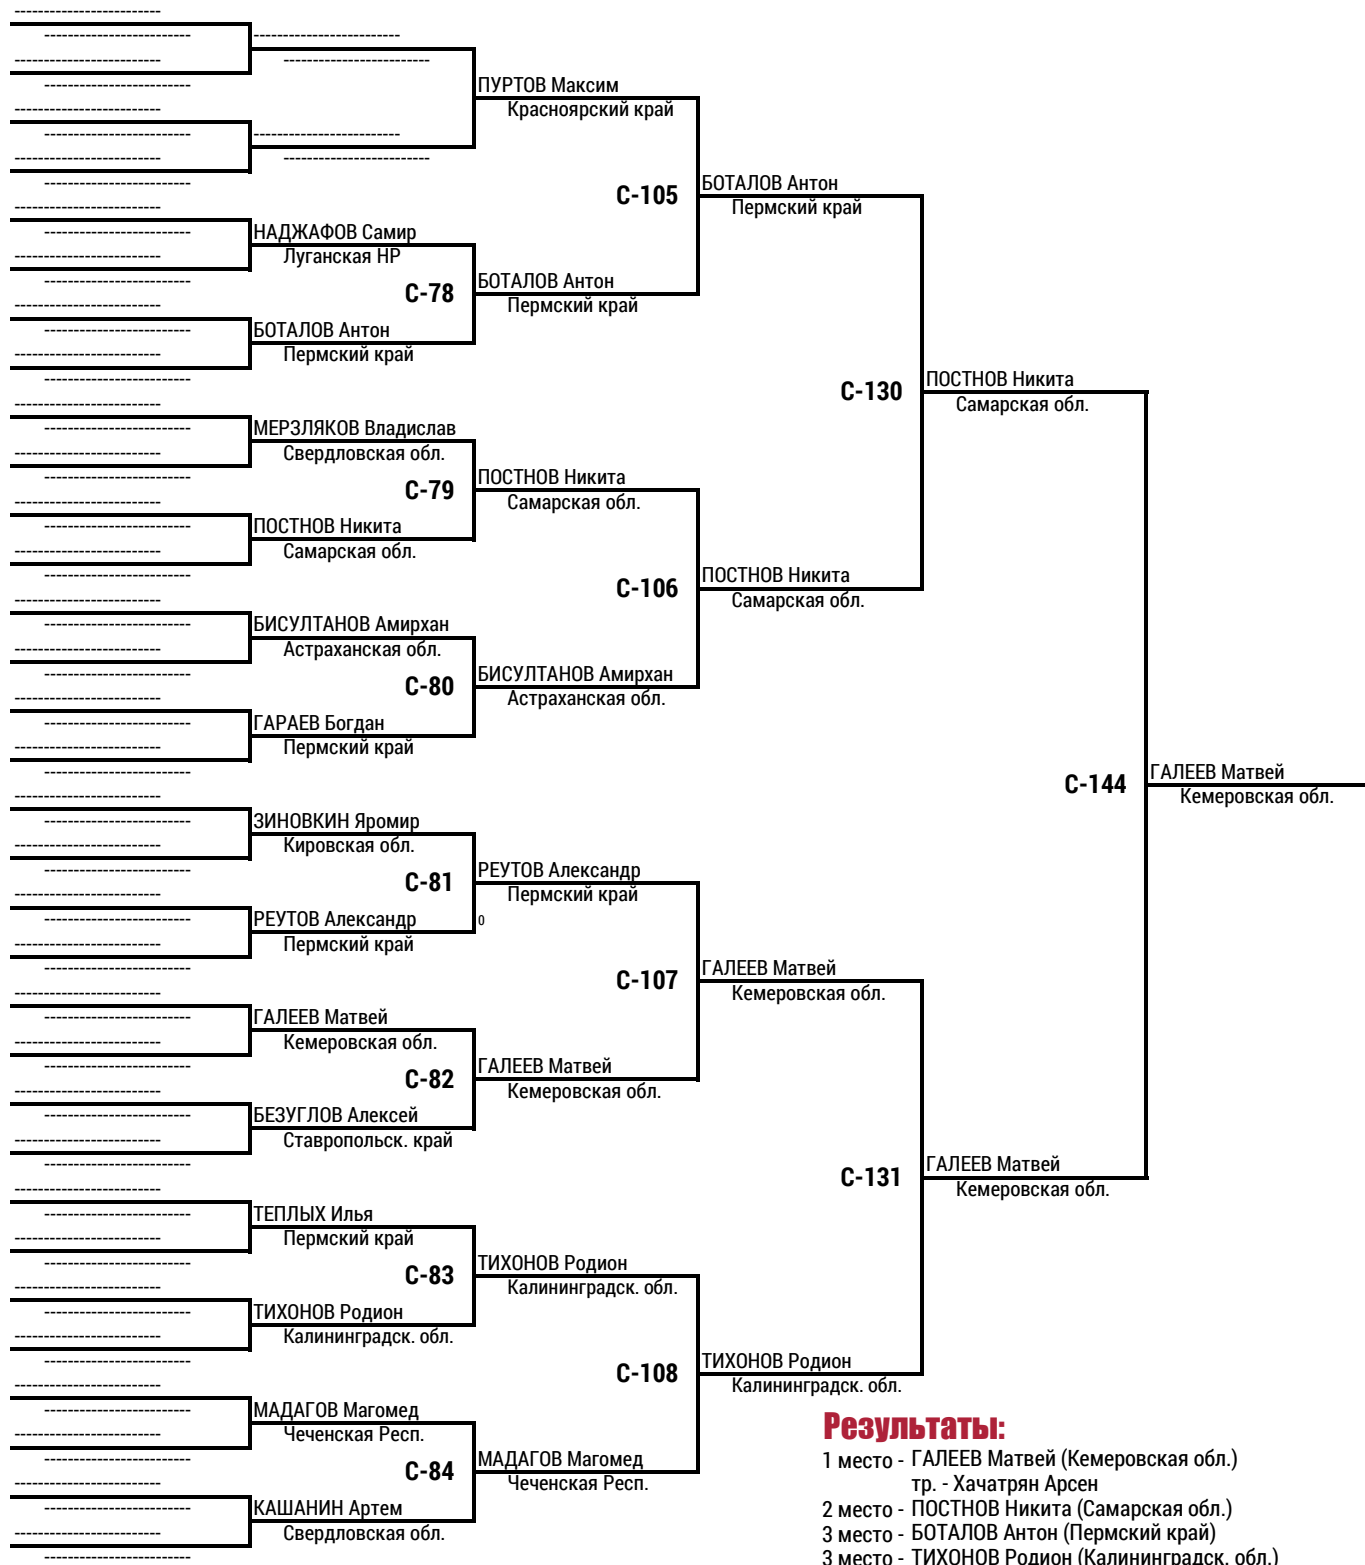 ПУРТОВ Максим
Красноярский край
C-105
БОТАЛОВ Антон
Пермский край
НАДЖАФОВ Самир
Луганская НР
C-78
БОТАЛОВ Антон
Пермский край
БОТАЛОВ Антон
Пермский край
C-130
ПОСТНОВ Никита
Самарская обл.
МЕРЗЛЯКОВ Владислав
Свердловская обл.
C-79
ПОСТНОВ Никита
Самарская обл.
ПОСТНОВ Никита
Самарская обл.
C-106
ПОСТНОВ Никита
Самарская обл.
БИСУЛТАНОВ Амирхан
Астраханская обл.
C-80
БИСУЛТАНОВ Амирхан
Астраханская обл.
ГАРАЕВ Богдан
Пермский край
C-144
ГАЛЕЕВ Матвей
Кемеровская обл.
ЗИНОВКИН Яромир
Кировская обл.
C-81
РЕУТОВ Александр
Пермский край
РЕУТОВ Александр
0
Пермский край
C-107
ГАЛЕЕВ Матвей
Кемеровская обл.
ГАЛЕЕВ Матвей
Кемеровская обл.
C-82
ГАЛЕЕВ Матвей
Кемеровская обл.
БЕЗУГЛОВ Алексей
Ставропольск. край
C-131
ГАЛЕЕВ Матвей
Кемеровская обл.
ТЕПЛЫХ Илья
Пермский край
C-83
ТИХОНОВ Родион
Калининградск. обл.
ТИХОНОВ Родион
Калининградск. обл.
C-108
ТИХОНОВ Родион
Калининградск. обл.
МАДАГОВ Магомед
Чеченская Респ.
C-84
МАДАГОВ Магомед
Чеченская Респ.
КАШАНИН Артем
Свердловская обл.
Результаты:
1 место - ГАЛЕЕВ Матвей (Кемеровская обл.)
тр. - Хачатрян Арсен
2 место - ПОСТНОВ Никита (Самарская обл.)
3 место - БОТАЛОВ Антон (Пермский край)
3 место - ТИХОНОВ Родион (Калининградск. обл.)